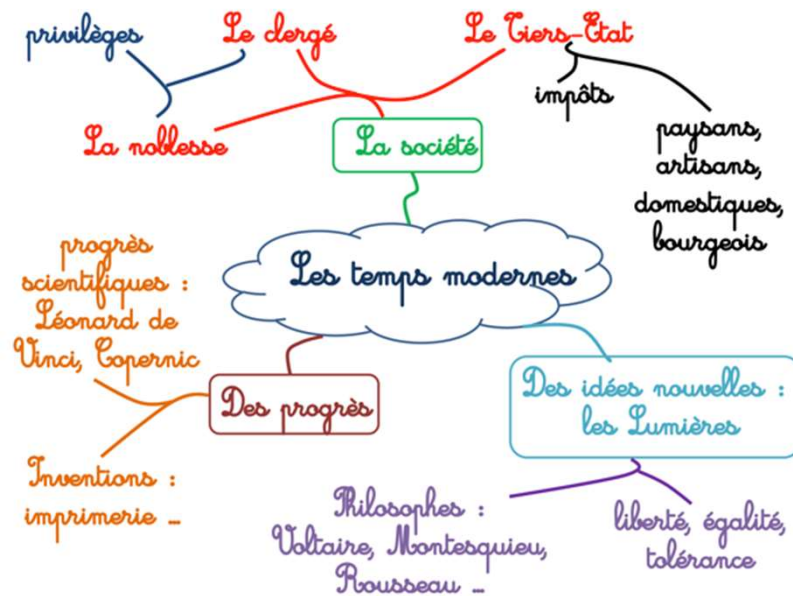 privilèges
Le clergé
Le Tiers-Etat
La noblesse
La société
impôts
paysans,
artisans,
domestiques,
bourgeois
Les temps modernes
progrès
scientifiques :
Léonard de
Vinci, Copernic
Des progrès
Inventions :
imprimerie ...
Des idées nouvelles :
les Lumières
Philosophes :
Voltaire, Montesquieu,
Rousseau ...
liberté, égalité,
tolérance